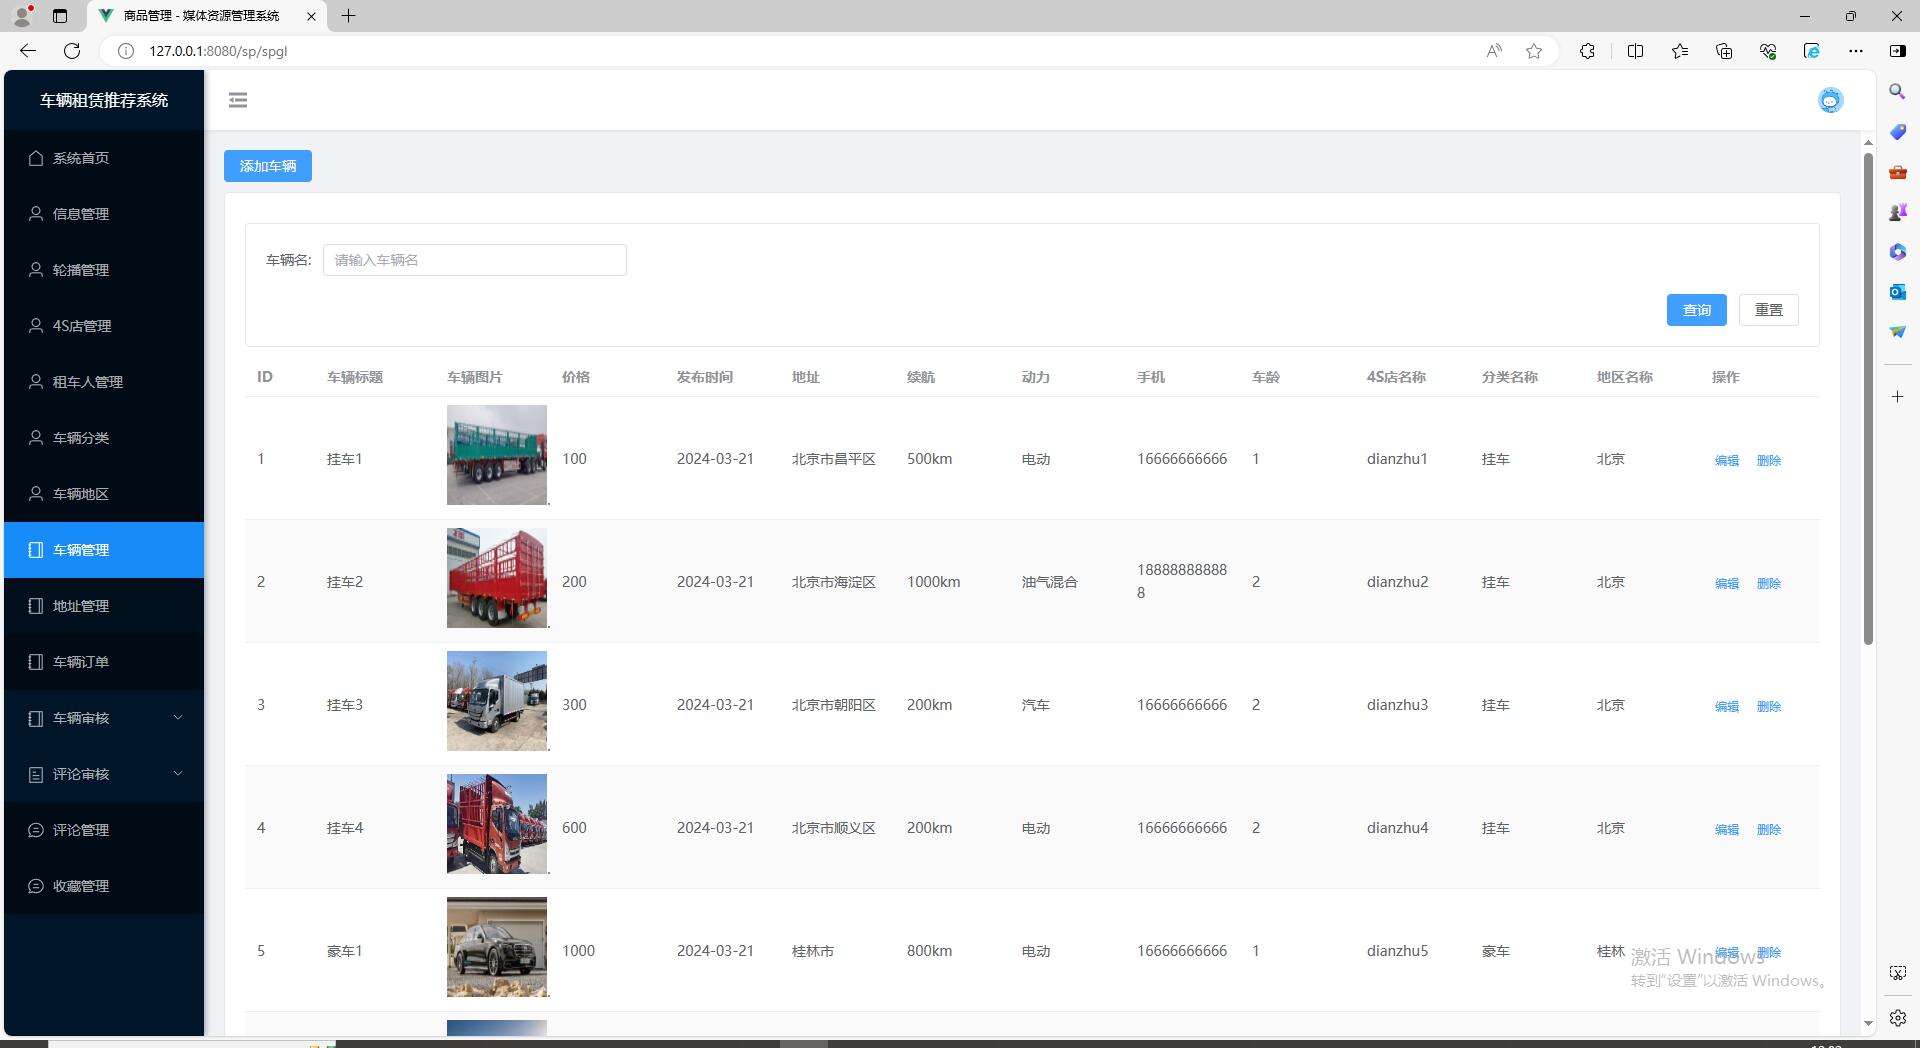 商品管理 - 媒体资源管理系统
127.0.0.1:8080/sp/spgl
车辆租赁推荐系统
系统首页
信息管理
轮播管理
4S店管理
租车人管理
车辆分类
车辆地区
车辆管理
地址管理
车辆订单
车辆审核
评论审核
评论管理
收藏管理
添加车辆
车辆名: 请输入车辆名
查询 重置
ID 车辆标题 车辆图片 价格 发布时间 地址 续航 动力 手机 车龄 4S店名称 分类名称 地区名称 操作
1 挂车1 100 2024-03-21 北京市昌平区 500km 电动 16666666666 1 dianzhu1 挂车 北京 编辑 删除
2 挂车2 200 2024-03-21 北京市海淀区 1000km 油气混合 18888888888
8 2 dianzhu2 挂车 北京 编辑 删除
3 挂车3 300 2024-03-21 北京市朝阳区 200km 汽车 16666666666 2 dianzhu3 挂车 北京 编辑 删除
4 挂车4 600 2024-03-21 北京市顺义区 200km 电动 16666666666 2 dianzhu4 挂车 北京 编辑 删除
5 豪车1 1000 2024-03-21 桂林市 800km 电动 16666666666 1 dianzhu5 豪车 桂林 编辑 删除
激活 Windows
转到"设置"以激活 Windows。